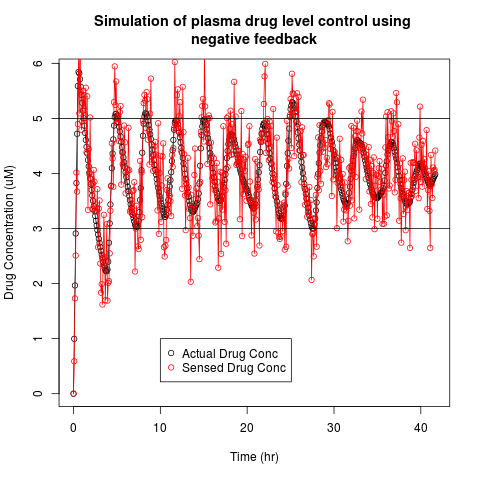 Simulation of plasma drug level control using
negative feedback
Drug Concentration (uM)
6
5
4
3
2
1
0
Actual Drug Conc
Sensed Drug Conc
0 10 20 30 40
Time (hr)